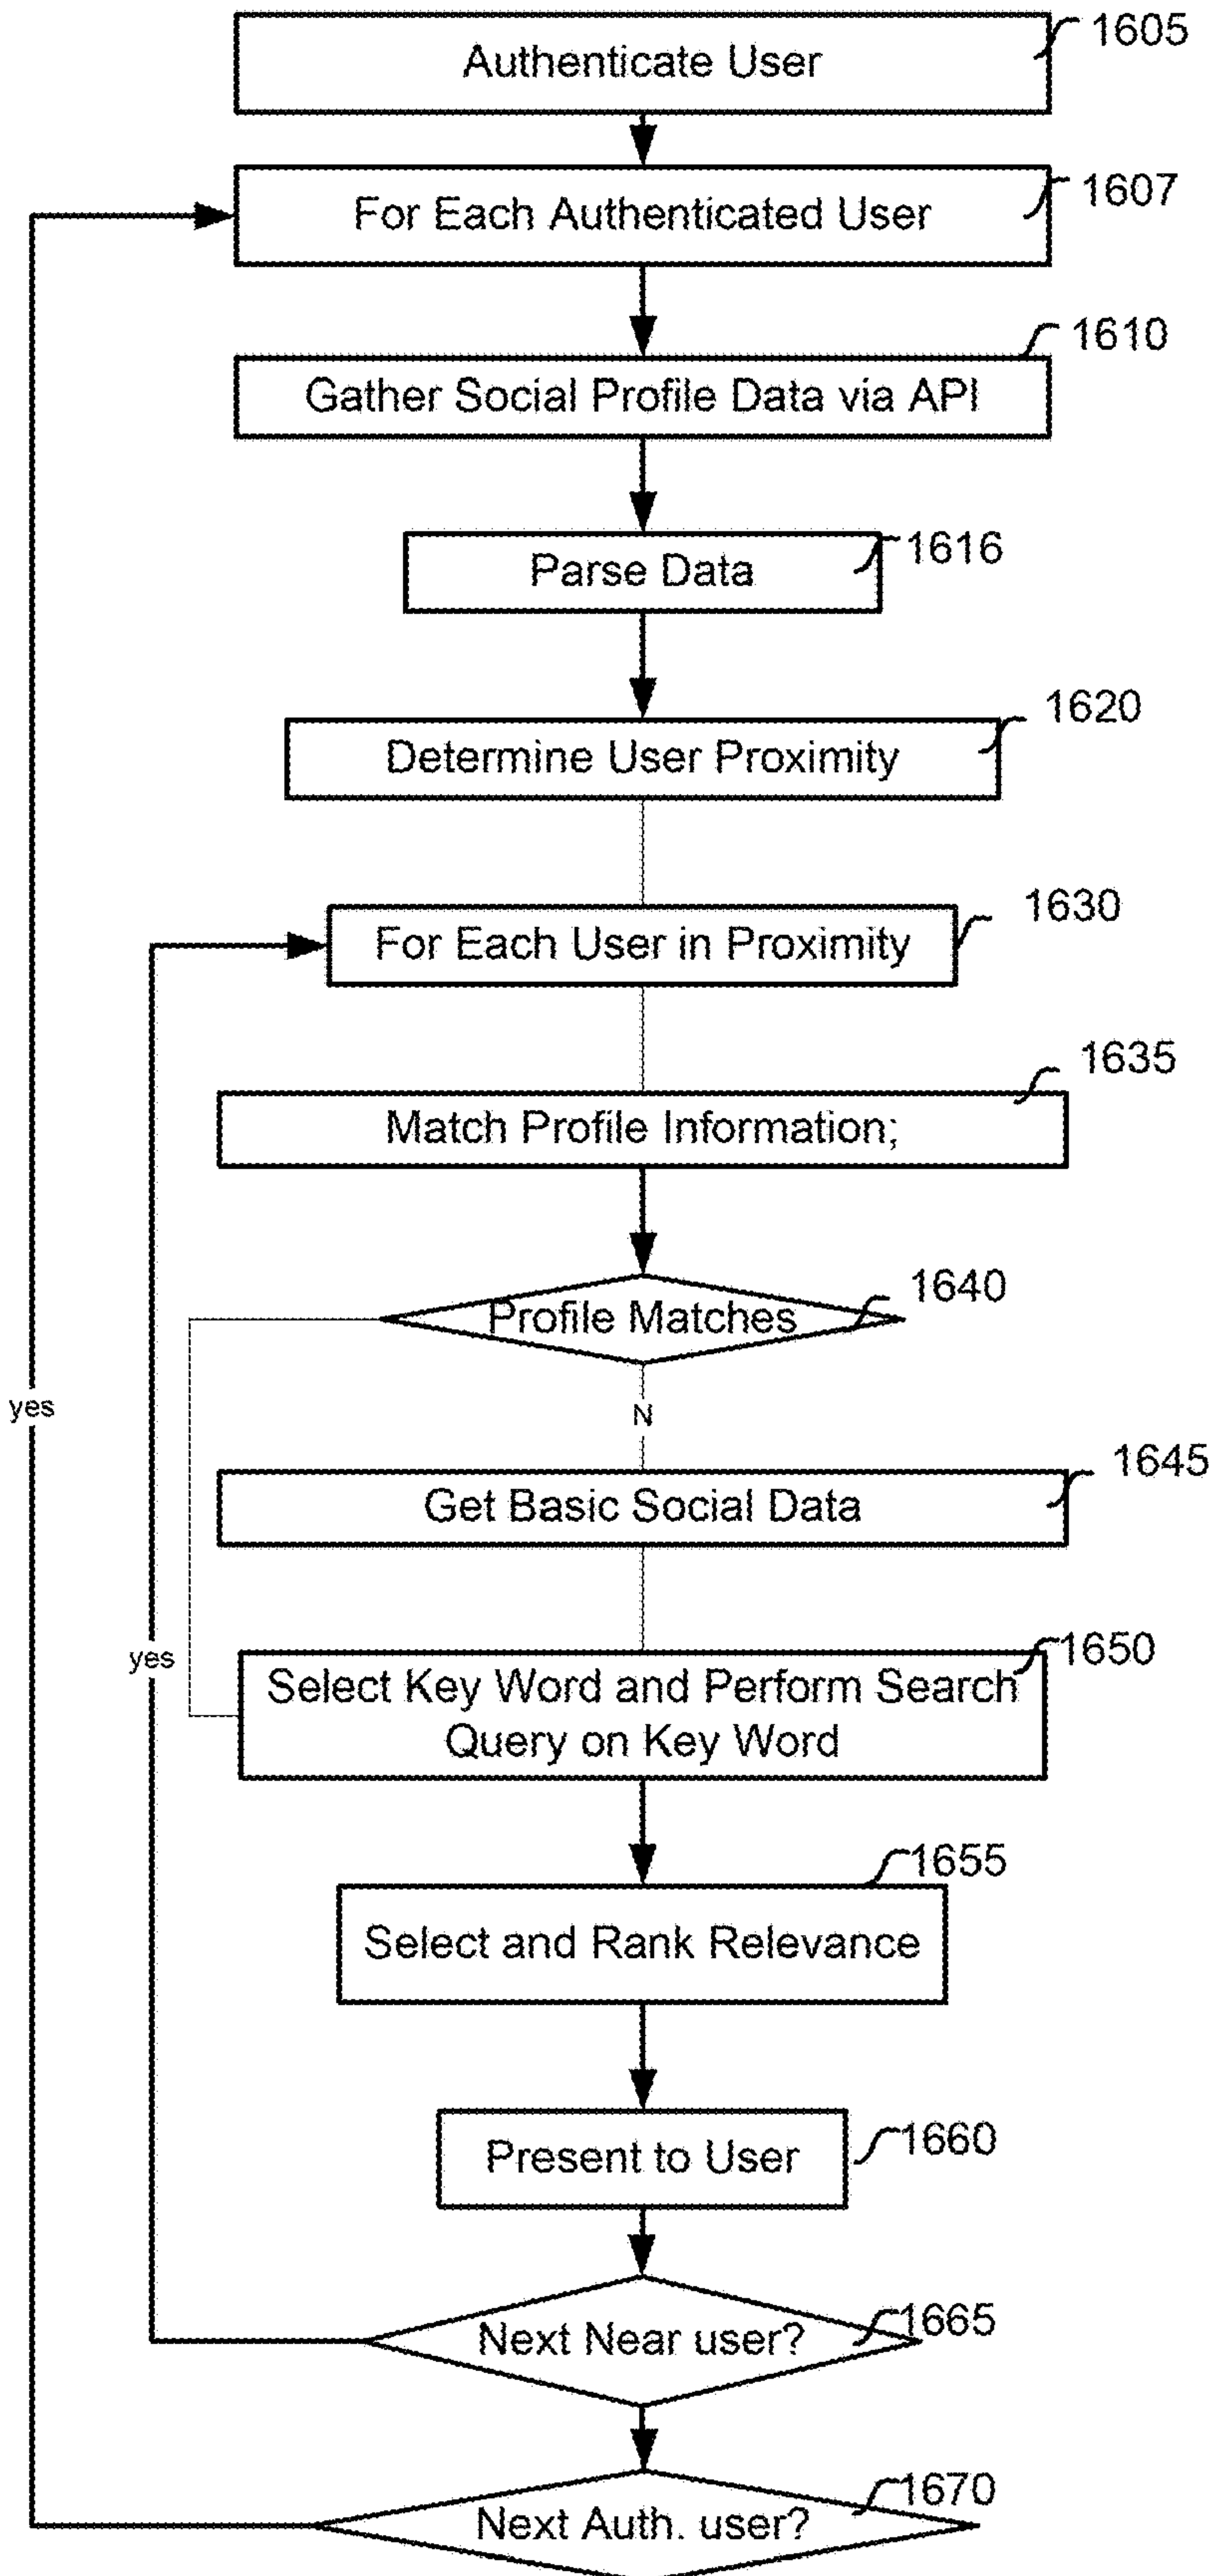 Authenticate User
1605
For Each Authenticated User
1607
Gather Social Profile Data via API
1610
Parse Data
1616
Determine User Proximity
1620
For Each User in Proximity
1630
Match Profile Information;
1635
Profile Matches
1640
yes
N
Get Basic Social Data
1645
yes
Select Key Word and Perform Search
Query on Key Word
1650
Select and Rank Relevance
1655
Present to User
1660
Next Near user?
1665
Next Auth. user?
1670